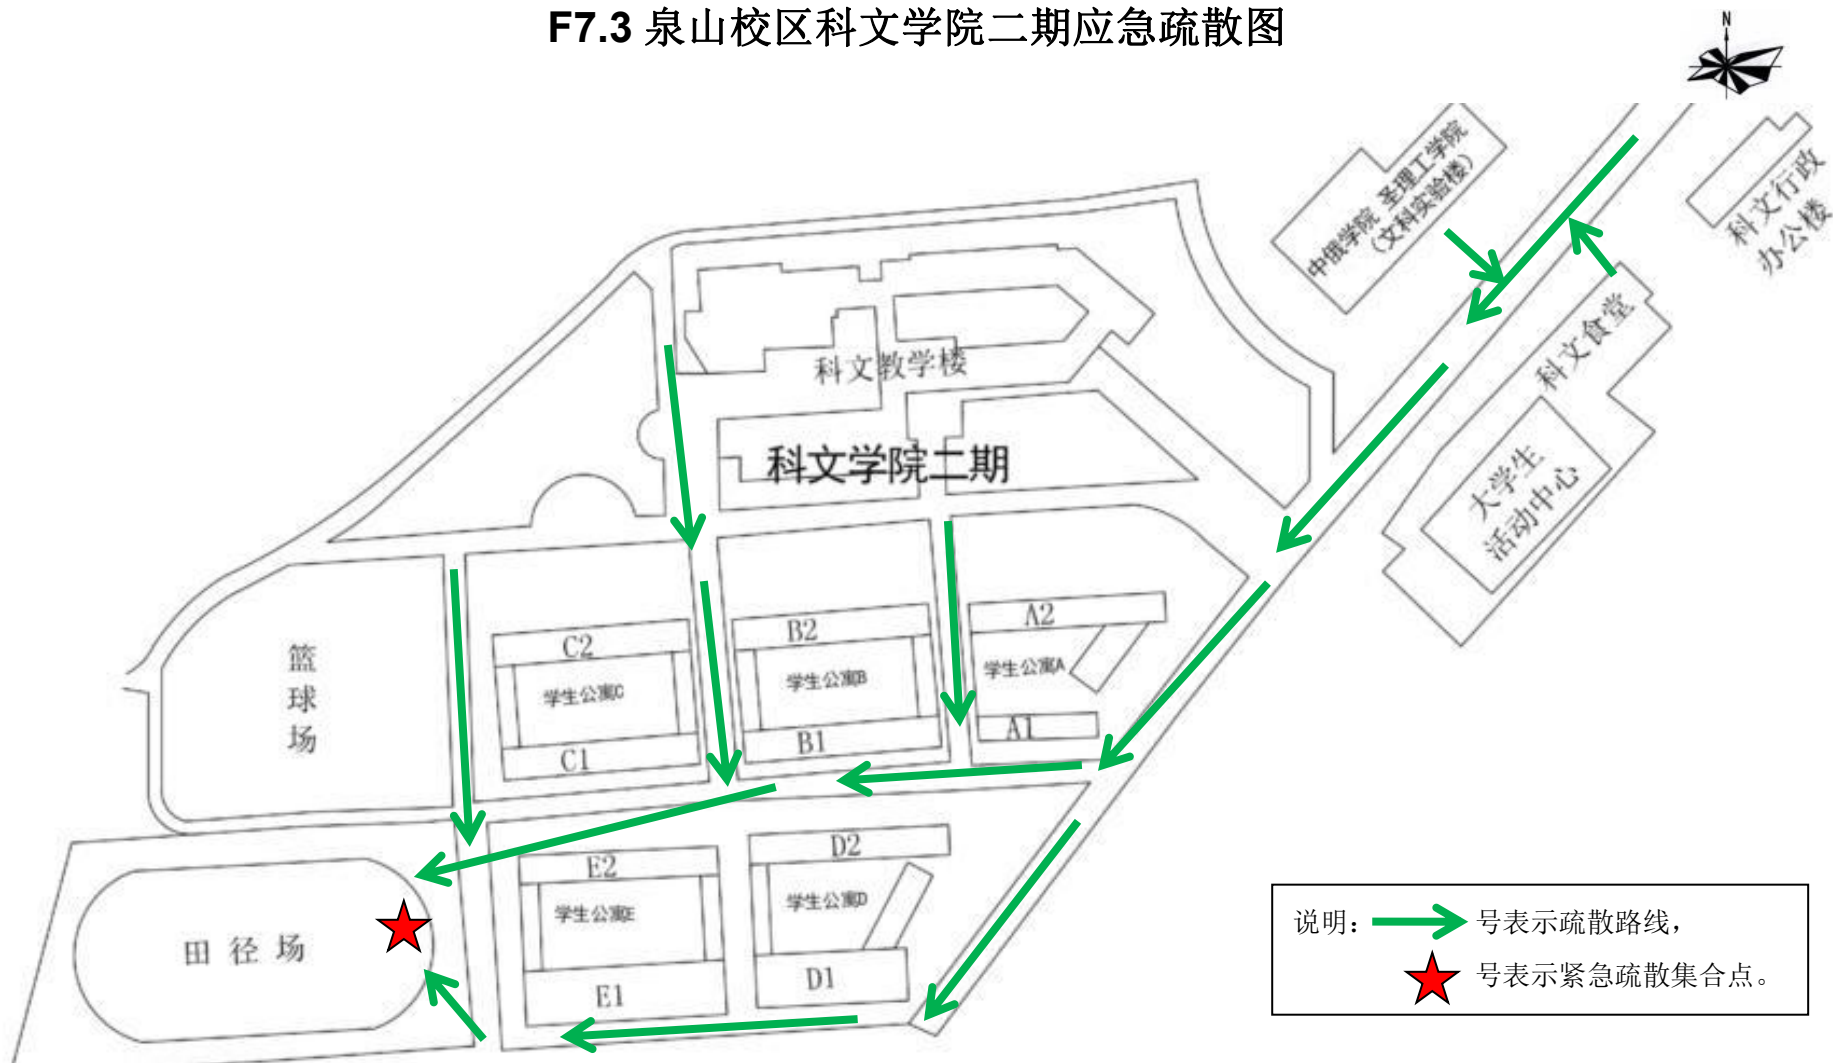 F7.3 泉山校区科文学院二期应急疏散图
N
中俄学院 圣理工学院
（文科实验楼）
科文行政
办公楼
科文食堂
大学生
活动中心
科文教学楼
科文学院二期
篮球场
C2
学生公寓C
C1
B2
学生公寓B
B1
A2
学生公寓A
A1
E2
学生公寓E
E1
D2
学生公寓D
D1
田径场
说明： 号表示疏散路线，
号表示紧急疏散集合点。